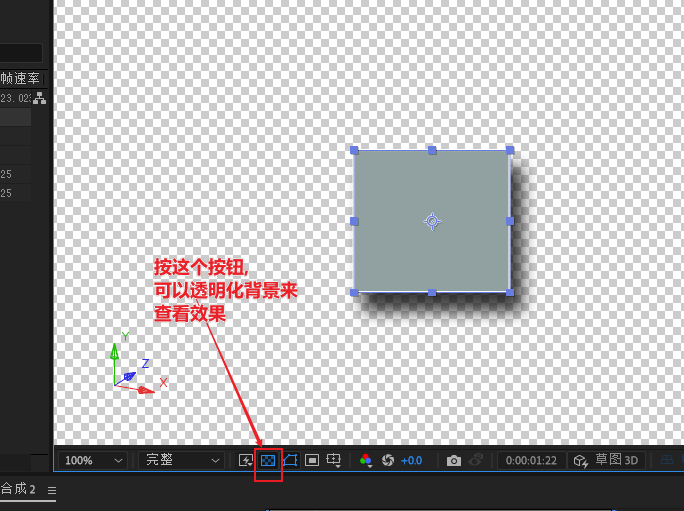 帧速率
23.02
25
25
按这个按钮,
可以透明化背景来
查看效果
Y
Z
X
100%
完整
+0.0
0:00:01:22
草图 3D
合成 2